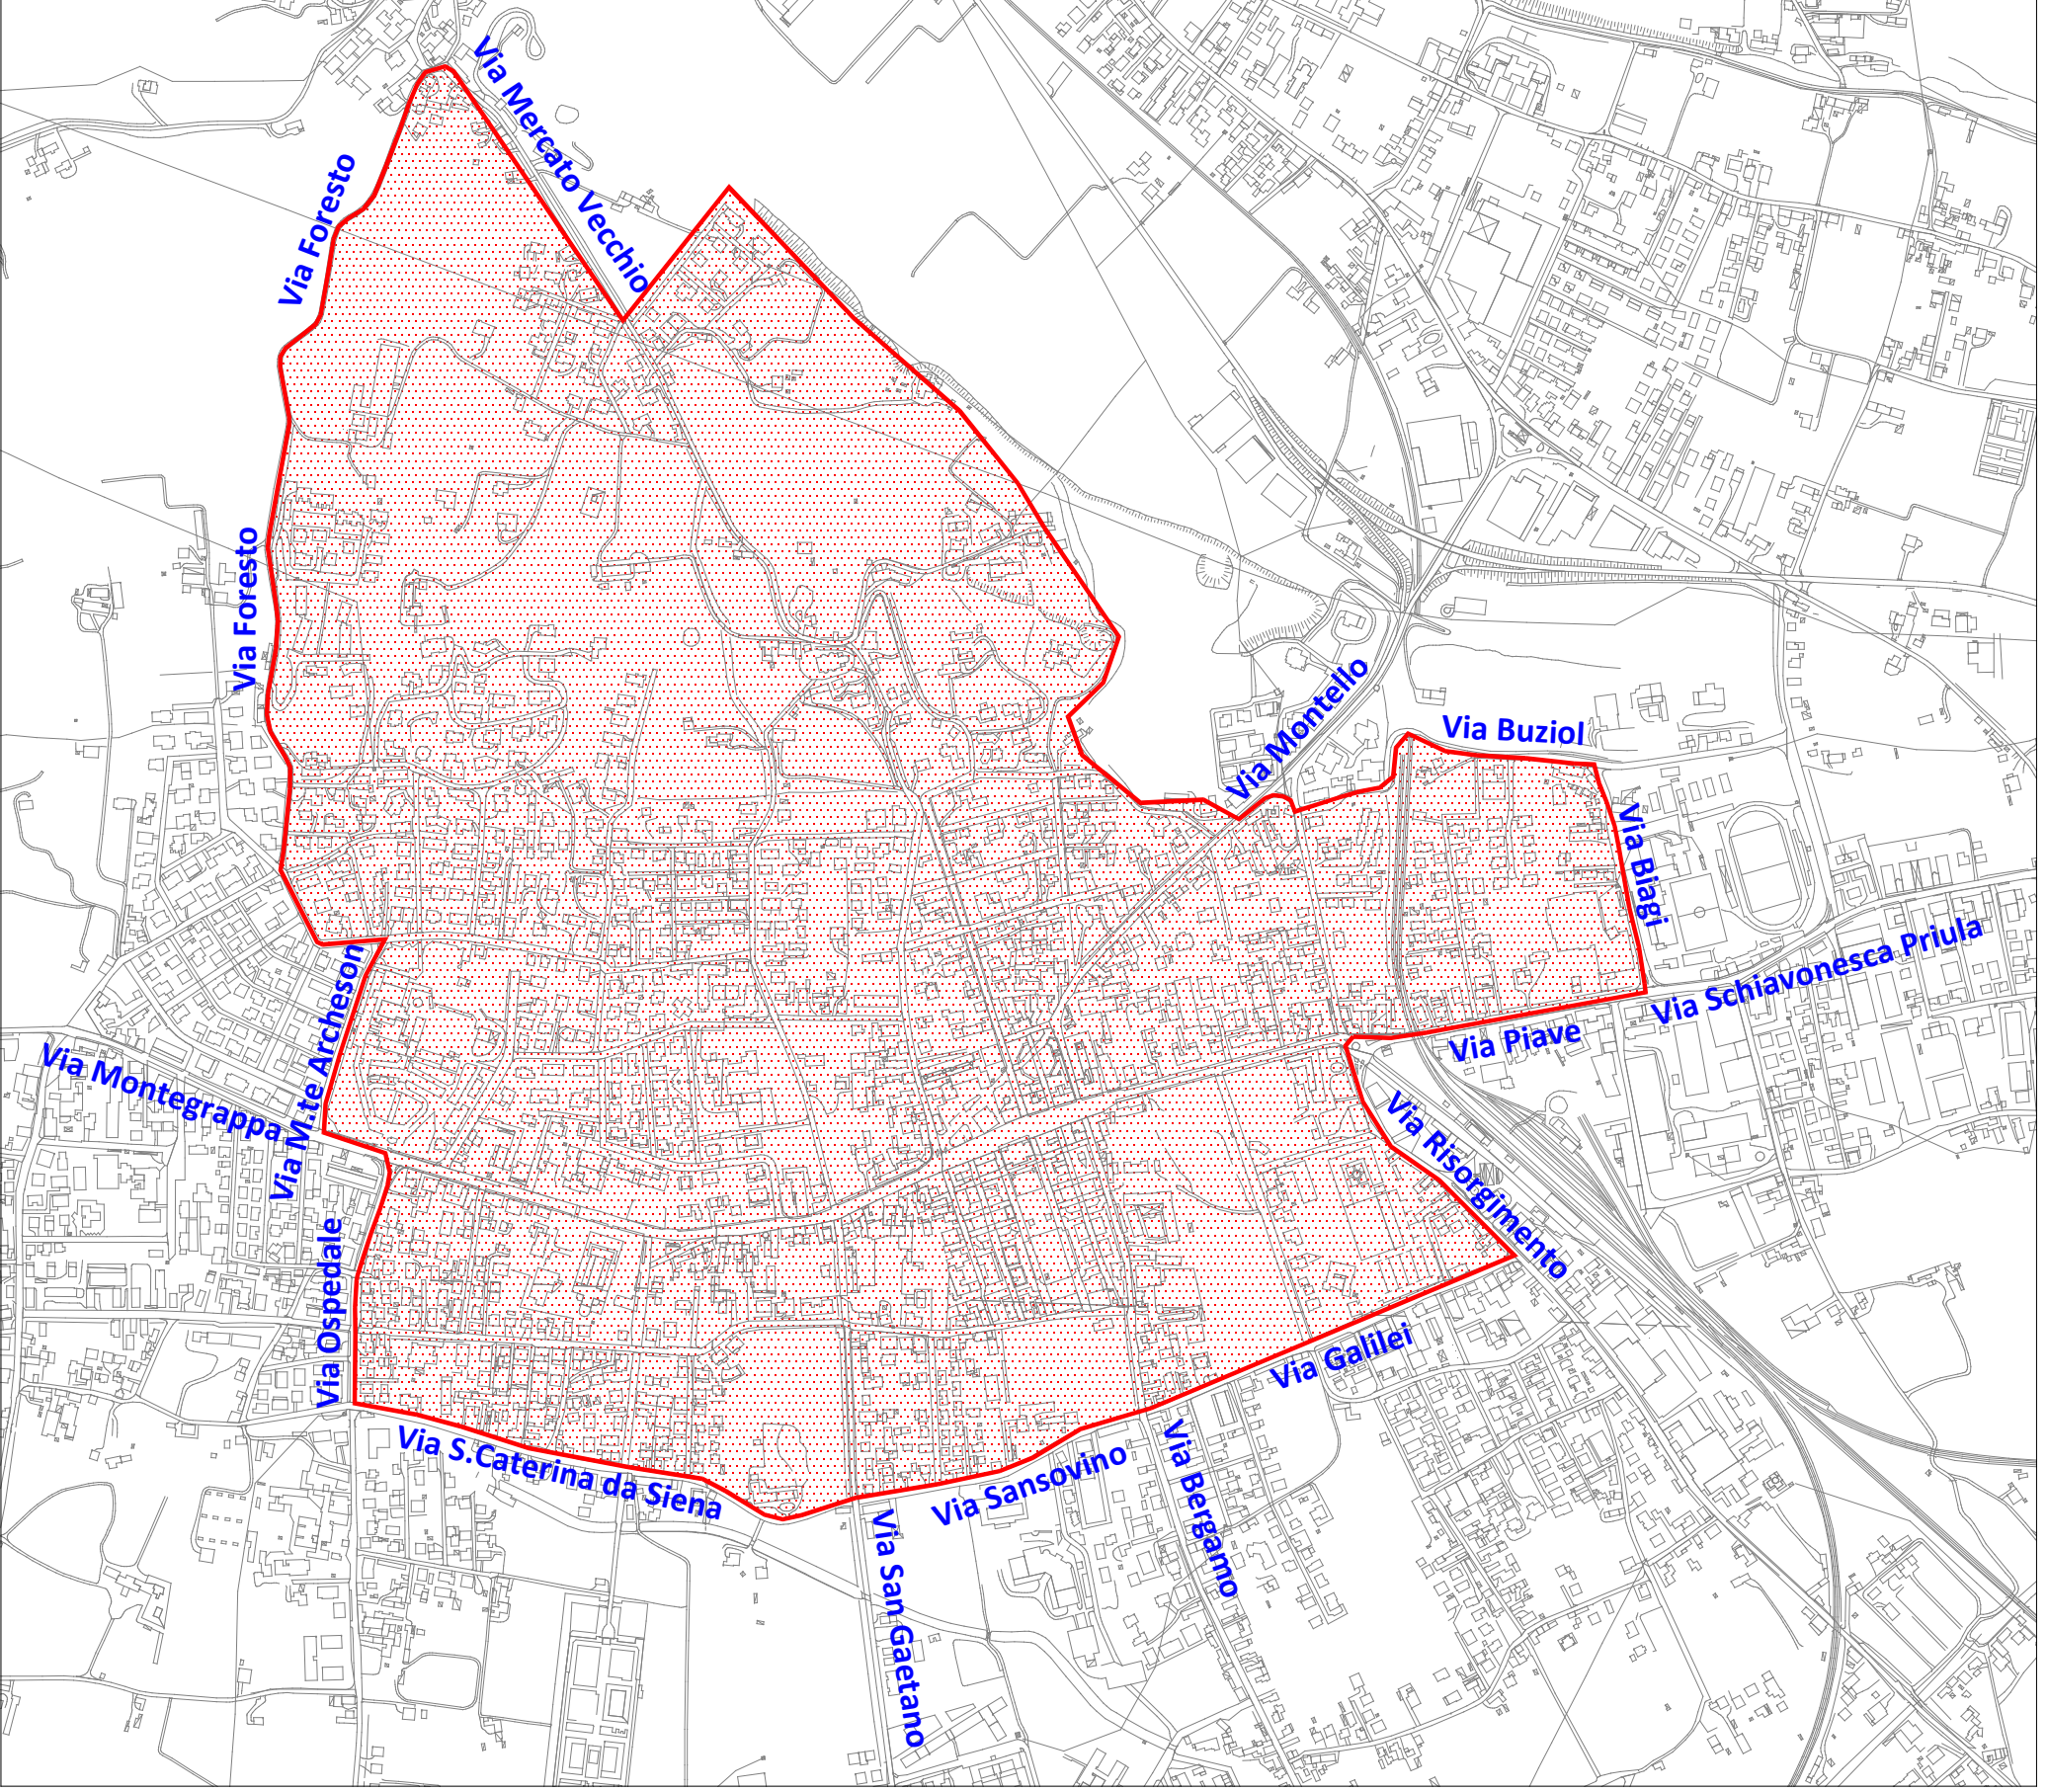 Via Mercato Vecchio
Via Foresto
Via Foresto
Via Montello
Via Buziol
Via Biagi
Via Schiavonesca Priula
Via Piave
Via M.te Archeson
Via Montegrappa
Via Risorgimento
Via Ospedale
Via Galilei
Via S.Caterina da Siena
Via Sansovino
Via Bergamo
Via San Gaetano